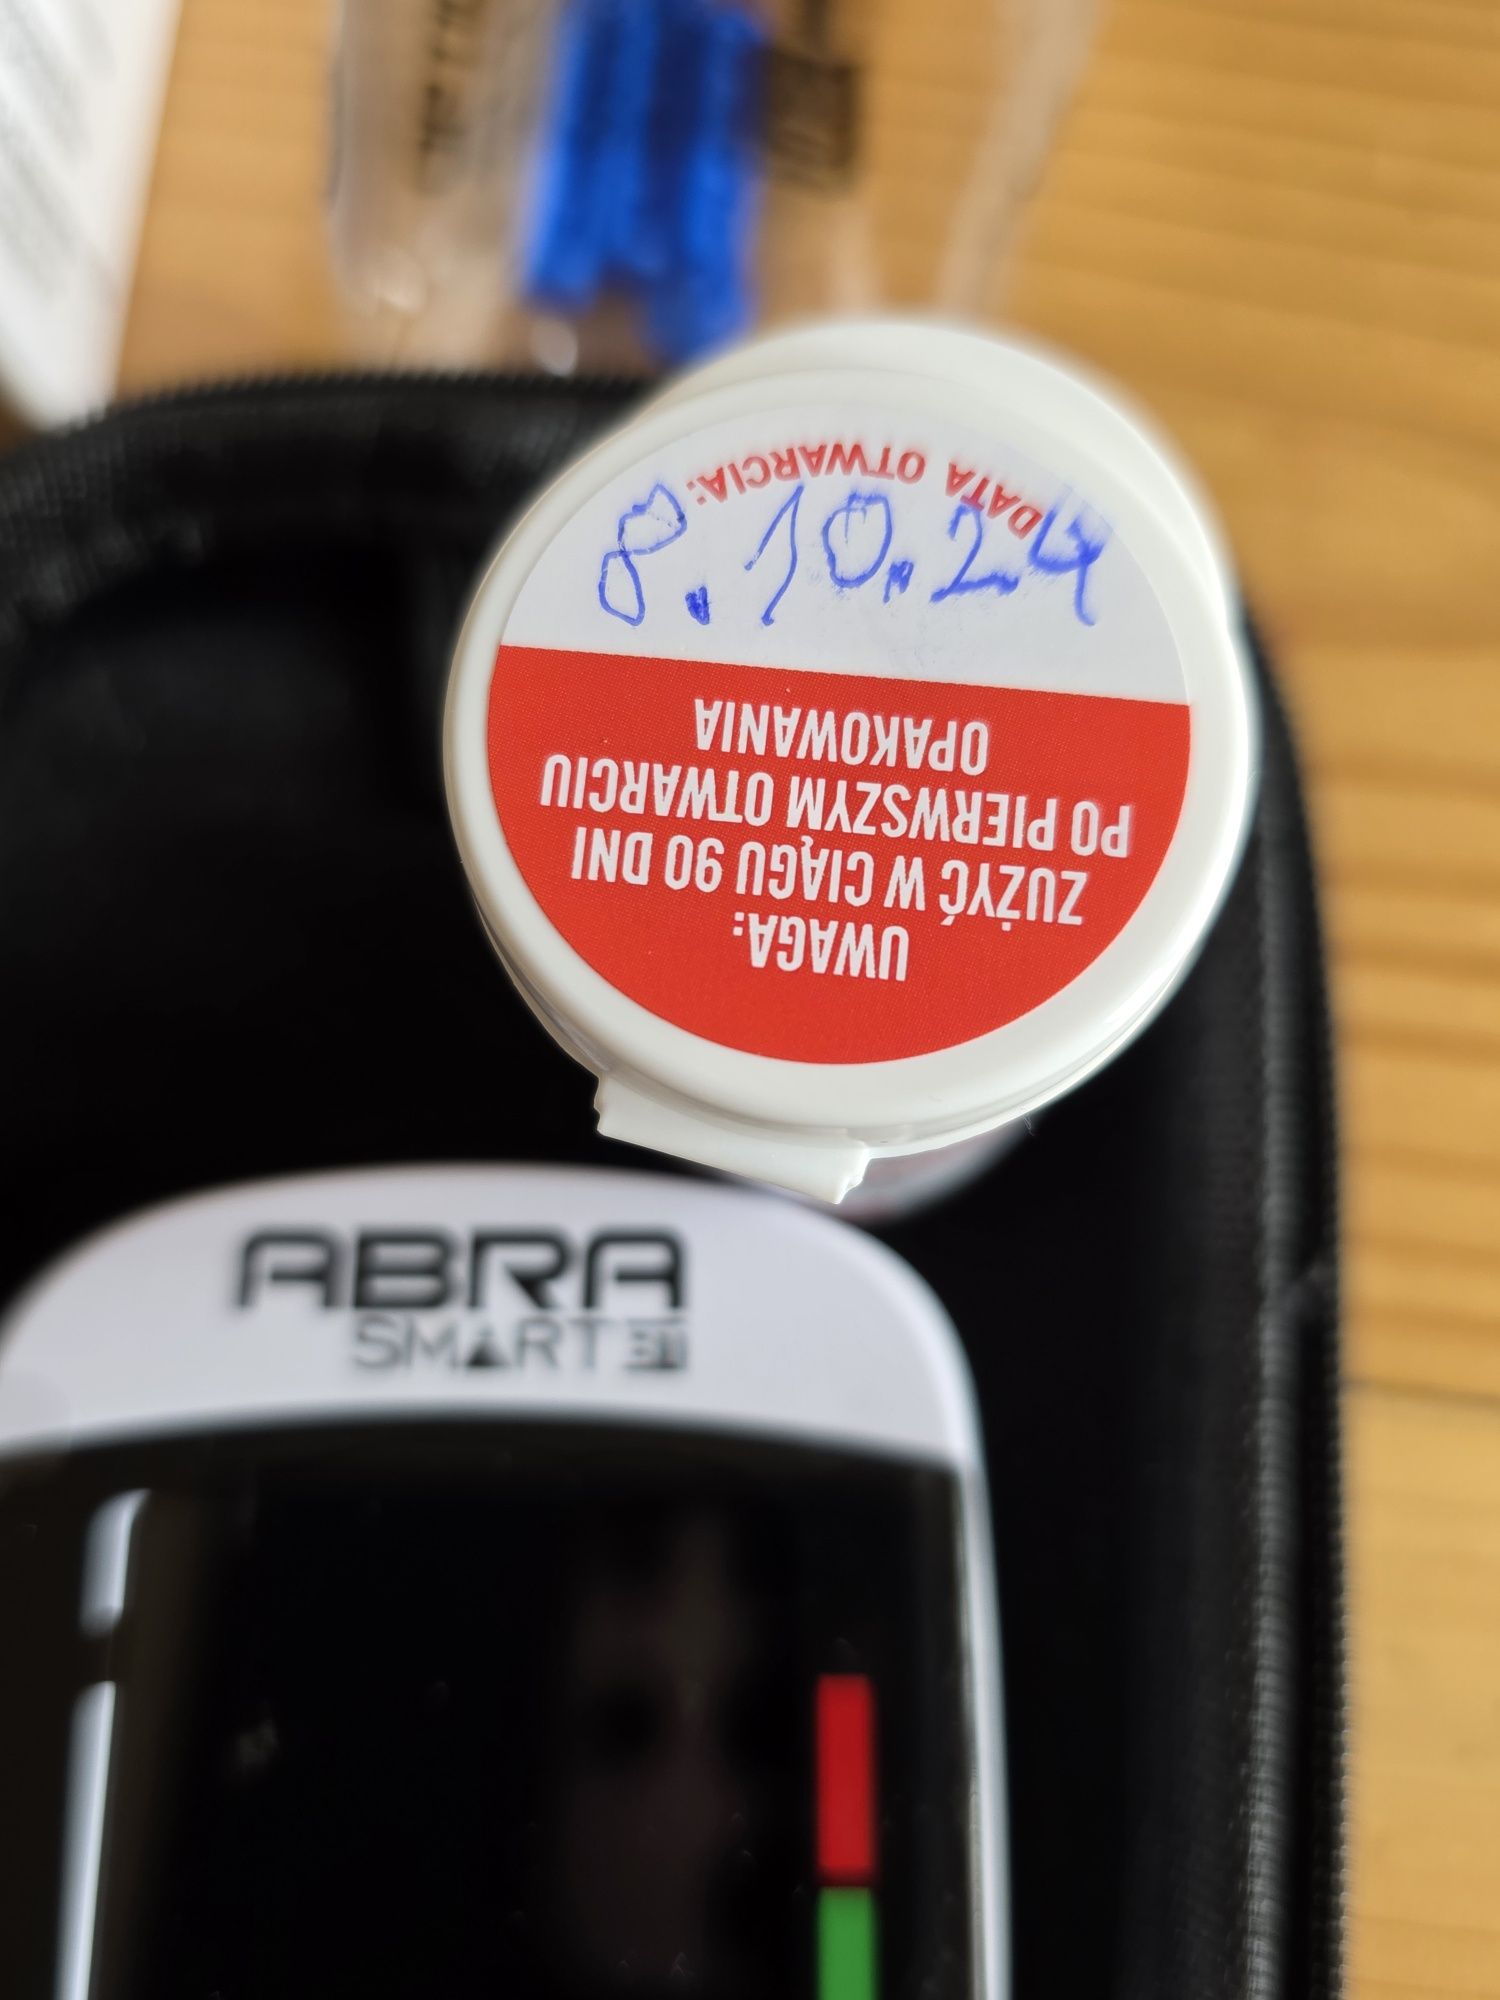 DATA OTWARCIA:
8.10.24
UWAGA:
ZUŻYĆ W CIĄGU 90 DNI
PO PIERWSZYM OTWARCIU
OPAKOWANIA
ABRA
SMART